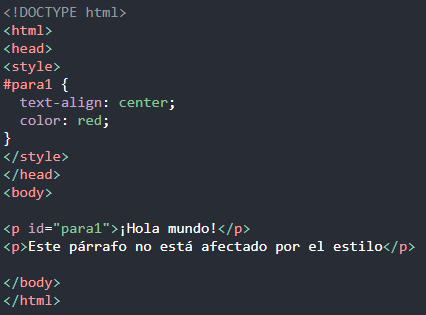 <!DOCTYPE html>
<html>
<head>
<style>
#para1 {
  text-align: center;
  color: red;
}
</style>
</head>
<body>

<p id="para1">¡Hola mundo!</p>
<p>Este párrafo no está afectado por el estilo</p>

</body>
</html>